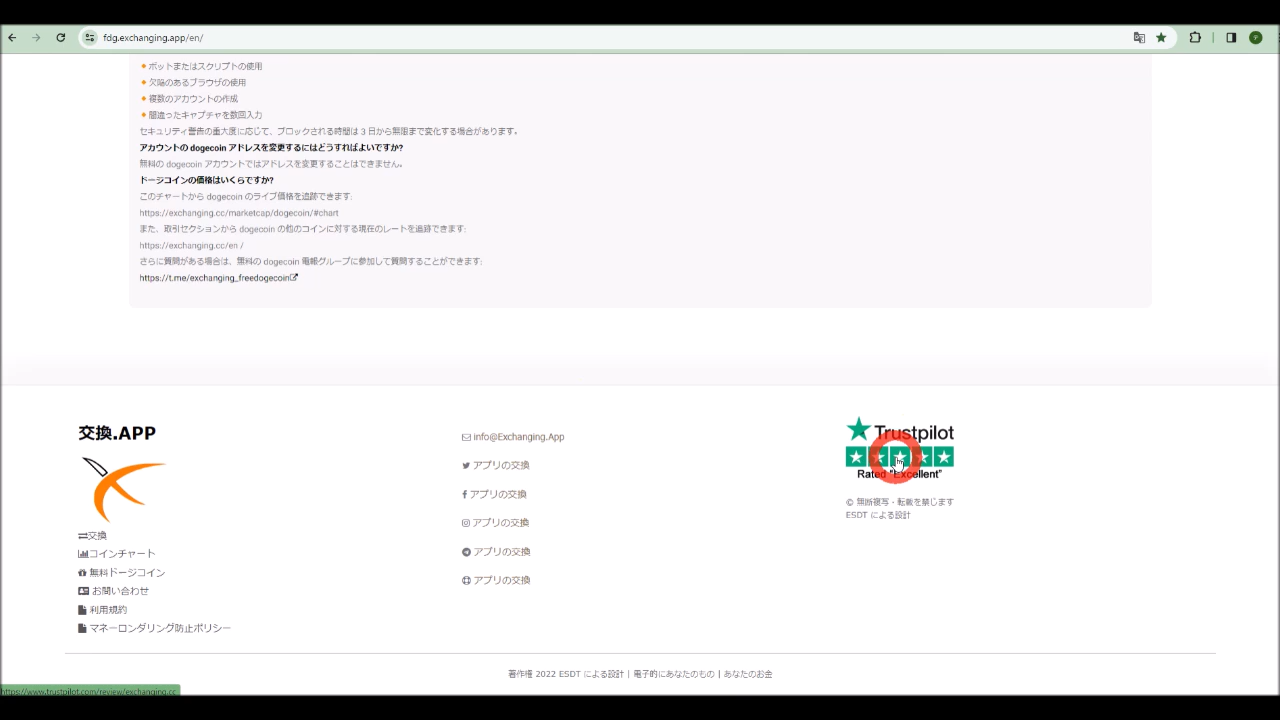 fdg.exchanging.app/en/
ボットまたはスクリプトの使用
欠陥のあるブラウザの使用
複数のアカウントの作成
間違ったキャプチャを数回入力
セキュリティ警告の重大度に応じて、ブロックされる時間は 3 日から無限まで変化する場合があります。
アカウントの dogecoin アドレスを変更するにはどうすればよいですか?
無料の dogecoin アカウントではアドレスを変更することはできません。
ドージコインの価格はいくらですか?
このチャートから dogecoin のライブ価格を追跡できます:
https://exchanging.cc/marketcap/dogecoin/#chart
また、取引セクションから dogecoin の他のコインに対する現在のレートを追跡できます:
https://exchanging.cc/en /
さらに質問がある場合は、無料の dogecoin 電報グループに参加して質問することができます:
https://t.me/exchanging_freedogecoin
交換.APP
交換
コインチャート
無料ドージコイン
お問い合わせ
利用規約
マネーロンダリング防止ポリシー
info@Exchanging.App
アプリの交換
アプリの交換
アプリの交換
アプリの交換
アプリの交換
Trustpilot
Rated "Excellent"
© 無断複写・転載を禁じます
ESDT による設計
著作権 2022 ESDT による設計 | 電子的にあなたのもの | あなたのお金
https://www.trustpilot.com/review/exchanging.cc